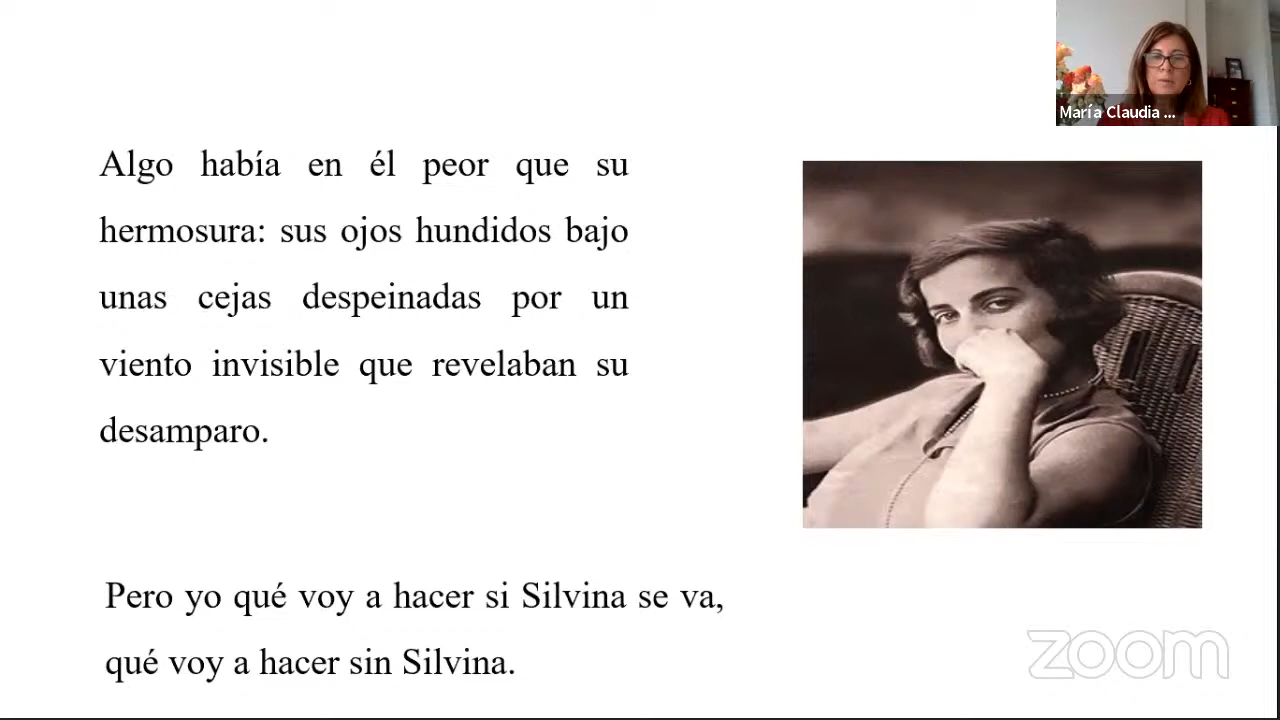 María Claudia ...
Algo había en él peor que su
hermosura: sus ojos hundidos bajo
unas cejas despeinadas por un
viento invisible que revelaban su
desamparo.
Pero yo qué voy a hacer si Silvina se va,
qué voy a hacer sin Silvina.
zoom